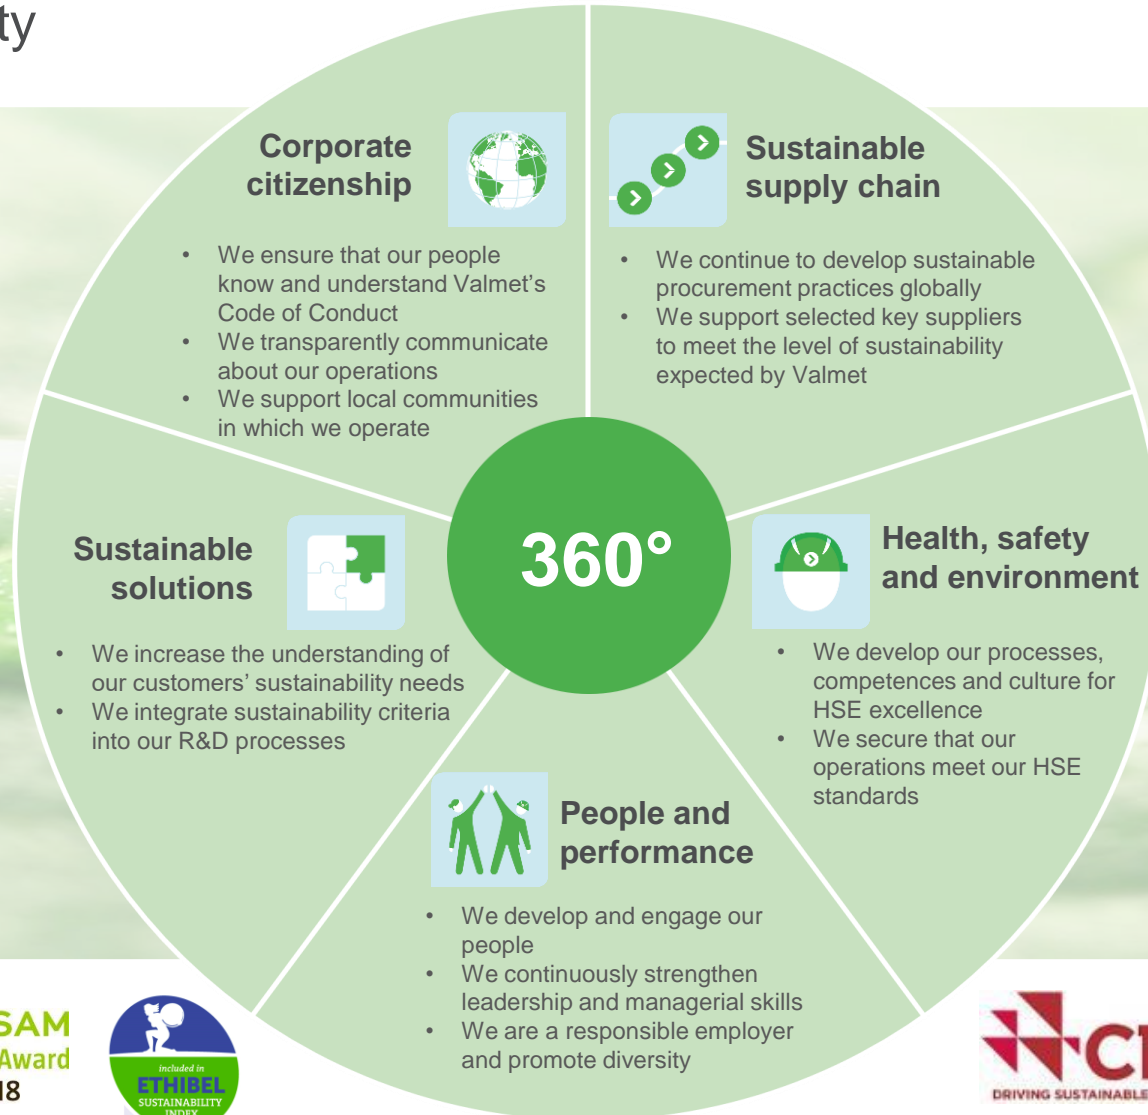 Corporate
citizenship
• We ensure that our people
know and understand Valmet’s
Code of Conduct
• We transparently communicate
about our operations
• We support local communities
in which we operate
Sustainable
supply chain
• We continue to develop sustainable
procurement practices globally
• We support selected key suppliers
to meet the level of sustainability
expected by Valmet
Sustainable
solutions
• We increase the understanding of
our customers’ sustainability needs
• We integrate sustainability criteria
into our R&D processes
360°
Health, safety
and environment
• We develop our processes,
competences and culture for
HSE excellence
• We secure that our
operations meet our HSE
standards
People and
performance
• We develop and engage our
people
• We continuously strengthen
leadership and managerial skills
• We are a responsible employer
and promote diversity
Award
included in
ETHIBEL
SUSTAINABILITY
INDEX
DRIVING SUSTAINABLE